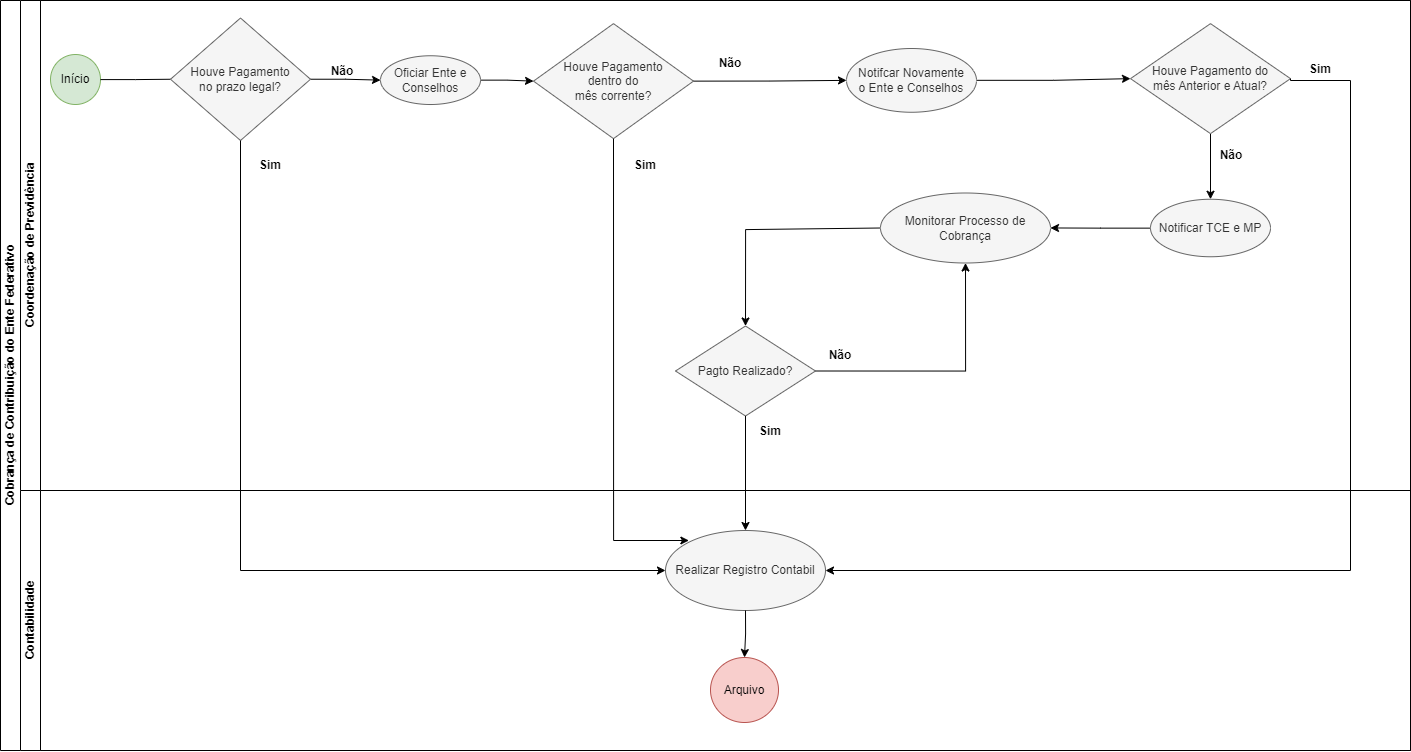 Cobrança de Contribuição do Ente Federativo
Coordenação de Previdência
Início
Houve Pagamento
no prazo legal?
Não
Oficiar Ente e
Conselhos
Houve Pagamento
dentro do
mês corrente?
Não
Notifcar Novamente
o Ente e Conselhos
Houve Pagamento do
mês Anterior e Atual?
Sim
Sim
Sim
Não
Monitorar Processo de
Cobrança
Notificar TCE e MP
Pagto Realizado?
Não
Sim
Contabilidade
Realizar Registro Contabil
Arquivo